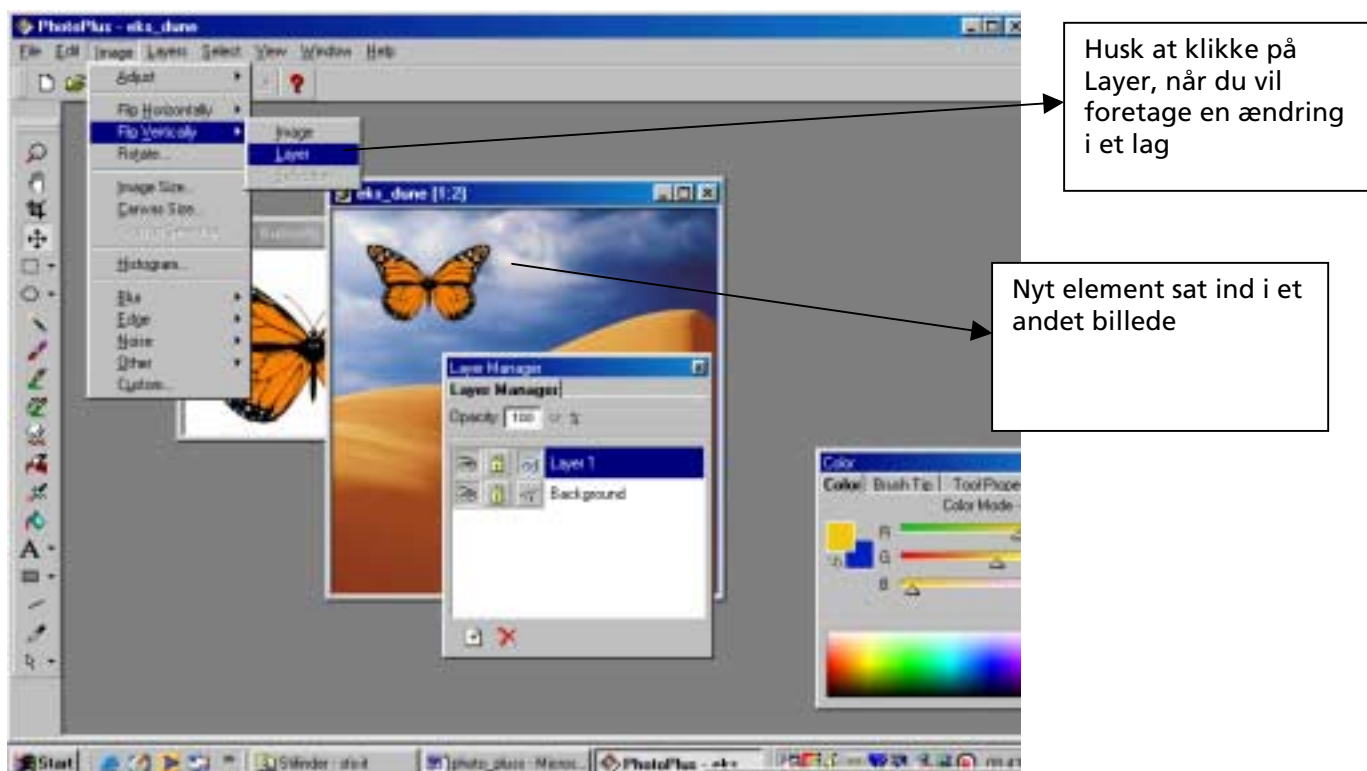 PhotoPlus - eks_dune
File Edit Image Layers Select View Window Help
Adjust
Flip Horizontally
Flip Vertically
Rotate...
Image Size...
Canvas Size...
Histogram...
Blur
Edge
Noise
Other
Custom...
Image
Layer
eks_dune [1:2]
Layer Manager
Layer Manager
Opacity 100 %
Layer 1
Background
Color
Color Brush Tip
Color Mode
R
G
B
Start
PhotoPlus - eks
Husk at klikke på
Layer, når du vil
foretage en ændring
i et lag
Nyt element sat ind i et
andet billede